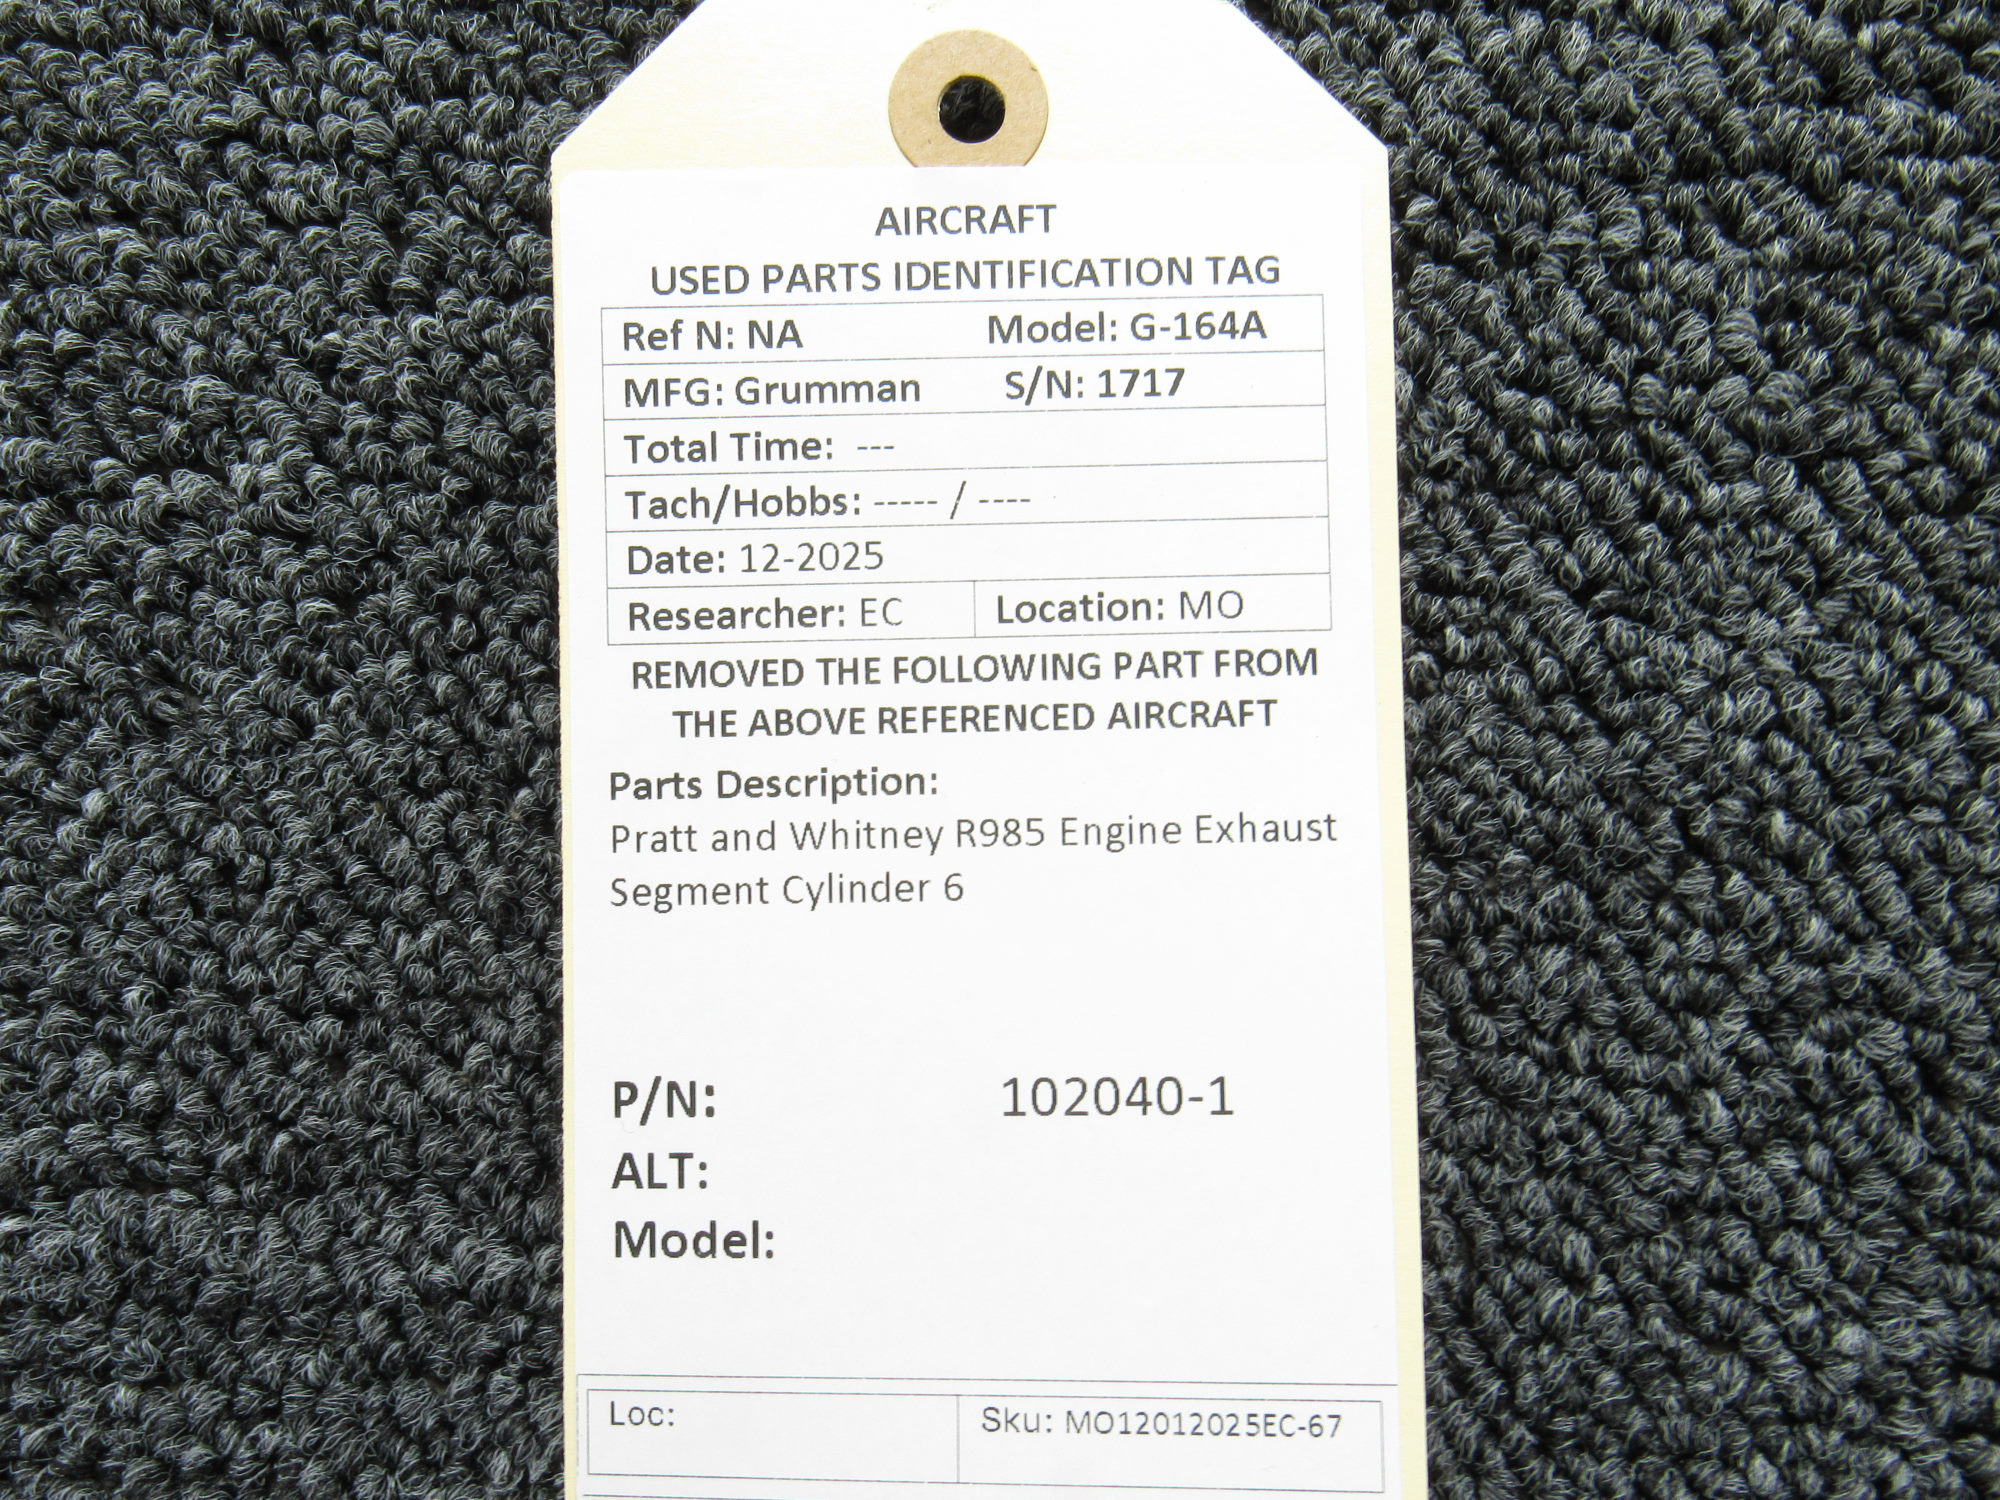 AIRCRAFT
USED PARTS IDENTIFICATION TAG
Ref N: NA Model: G-164A
MFG: Grumman S/N: 1717
Total Time: ---
Tach/Hobbs: ----- / ----
Date: 12-2025
Researcher: EC Location: MO
REMOVED THE FOLLOWING PART FROM
THE ABOVE REFERENCED AIRCRAFT
Parts Description:
Pratt and Whitney R985 Engine Exhaust
Segment Cylinder 6
P/N: 102040-1
ALT:
Model:
Loc: Sku: MO12012025EC-67